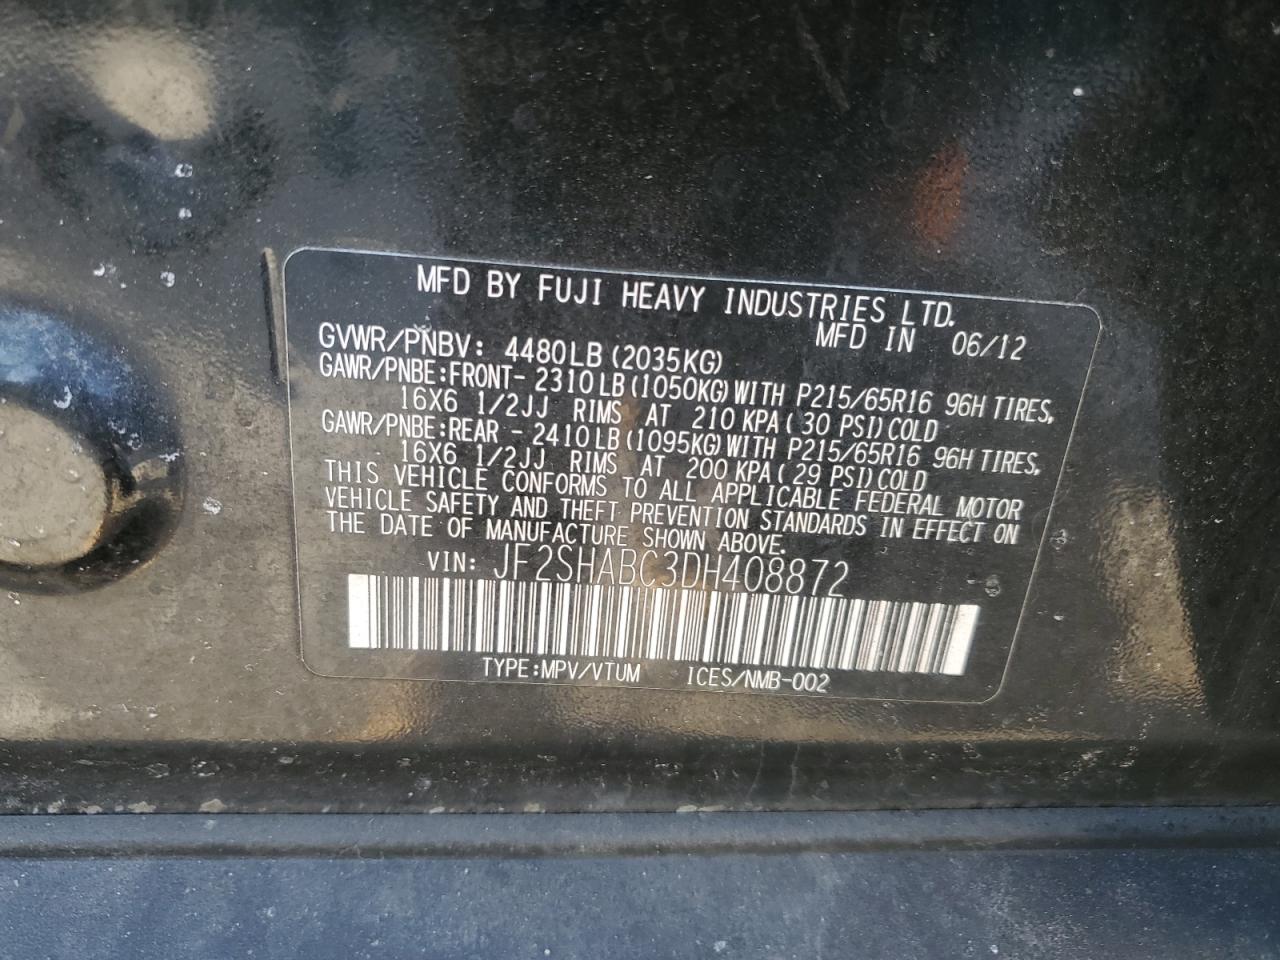 MFD BY FUJI HEAVY INDUSTRIES LTD.
MFD IN 06/12
GVWR/PNBV: 4480LB(2035KG)
GAWR/PNBE:FRONT- 2310LB(1050KG)WITH P215/65R16 96H TIRES,
16X6 1/2JJ RIMS AT 210 KPA(30 PSI)COLD
GAWR/PNBE:REAR - 2410LB(1095KG)WITH P215/65R16 96H TIRES,
16X6 1/2JJ RIMS AT 200 KPA(29 PSI)COLD
THIS VEHICLE CONFORMS TO ALL APPLICABLE FEDERAL MOTOR
VEHICLE SAFETY AND THEFT PREVENTION STANDARDS IN EFFECT ON
THE DATE OF MANUFACTURE SHOWN ABOVE.
VIN: JF2SHABC3DH408872
TYPE:MPV/VTUM ICES/NMB-002